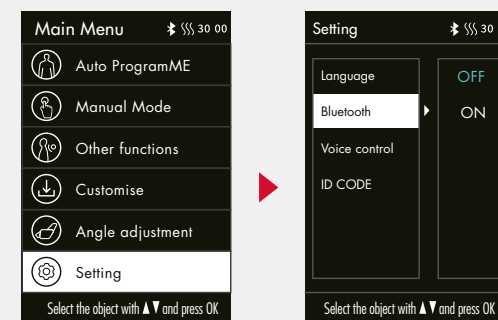 Main Menu 30 00
Auto ProgramME
Manual Mode
Other functions
Customise
Angle adjustment
Setting
Select the object with ▲▼ and press OK
Setting 30
Language
Bluetooth
Voice control
ID CODE
OFF
ON
Select the object with ▲▼ and press OK